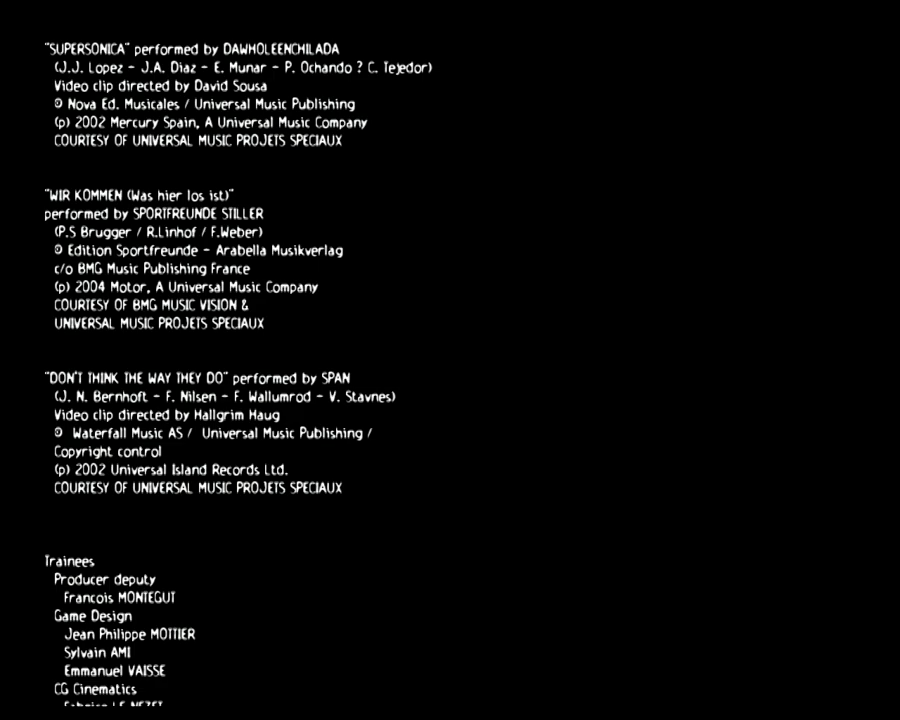 "SUPERSONICA" performed by DAWHOLEENCHILADA
(J.J. Lopez - J.A. Diaz - E. Munar - P. Ochando ? C. Tejedor)
Video clip directed by David Sousa
© Nova Ed. Musicales / Universal Music Publishing
(p) 2002 Mercury Spain, A Universal Music Company
COURTESY OF UNIVERSAL MUSIC PROJETS SPECIAUX
"WIR KOMMEN (Was hier los ist)"
performed by SPORTFREUNDE STILLER
(P.S Brugger / R.Linhof / F.Weber)
© Edition Sportfreunde - Arabella Musikverlag
c/o BMG Music Publishing France
(p) 2004 Motor, A Universal Music Company
COURTESY OF BMG MUSIC VISION &
UNIVERSAL MUSIC PROJETS SPECIAUX
"DON'T THINK THE WAY THEY DO" performed by SPAN
(J. N. Bernhoft - F. Nilsen - F. Wallumrod - V. Stavnes)
Video clip directed by Hallgrim Haug
© Waterfall Music AS / Universal Music Publishing /
Copyright control
(p) 2002 Universal Island Records Ltd.
COURTESY OF UNIVERSAL MUSIC PROJETS SPECIAUX
Trainees
Producer deputy
Francois MONTEGUT
Game Design
Jean Philippe MOTTIER
Sylvain AMI
Emmanuel VAISSE
CG Cinematics